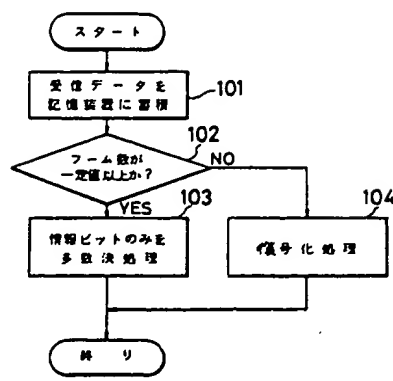 スタート
受信データを
記憶装置に蓄積
101
フーム数が
一定値以上か?
102
NO
YES
情報ビットのみを
多数決処理
103
復号化処理
104
終り